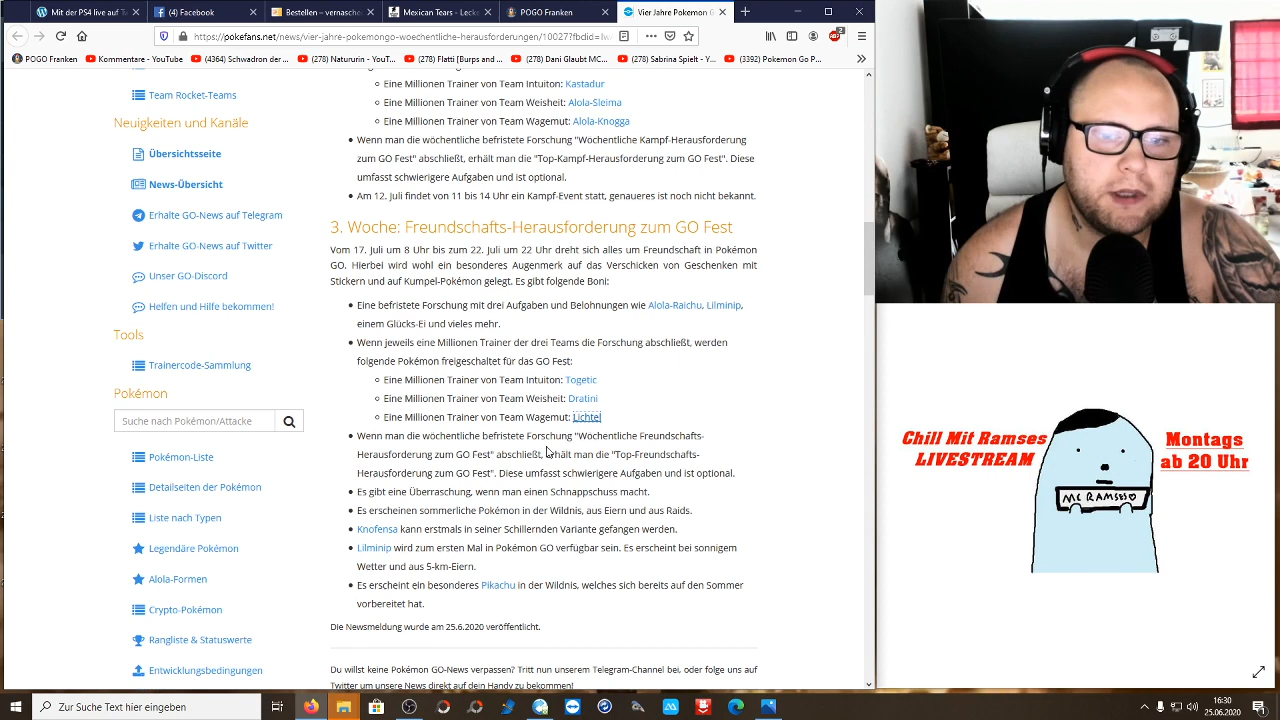 Mit der PS4 live auf T
(4) Facebook
Bestellen – vernasche
Mexican Tears - Lecke
POGO Franken
Vier Jahre Pokemon G
https://pokefans.net/news/vier-jahre-pokemongo-woechentliche-herausforderungen/10027?fbclid=Iw
POGO Franken
Kommentare - YouTube
(4364) Schwadron der ...
(278) Naturuin - YouT...
(278) Flatti [Burps and ...
(278) Dani Glaubt MC...
(278) Sabrina Spielt - Y...
(3392) Pokemon Go P...
Team Rocket-Teams
Neuigkeiten und Kanäle
Übersichtsseite
News-Übersicht
Erhalte GO-News auf Telegram
Erhalte GO-News auf Twitter
Unser GO-Discord
Helfen und Hilfe bekommen!
Tools
Trainercode-Sammlung
Pokémon
Suche nach Pokémon/Attacke
Pokémon-Liste
Detailseiten der Pokémon
Liste nach Typen
Legendäre Pokémon
Alola-Formen
Crypto-Pokémon
Rangliste & Statuswerte
Entwicklungsbedingungen
Eine Millionen Trainer von Team Intuiton: Kastadur
Eine Millionen Trainer von Team Weisheit: Alola-Sleima
Eine Millionen Trainer von Team Wagemut: Alola-Knogga
Wenn man die wöchentliche befristete Forschung "Wöchentliche Kampf-Herausforderung
zum GO Fest" abschließt, erhält man die "Top-Kampf-Herausforderung zum GO Fest". Diese
umfasst schwierigere Aufgaben und ist optional.
Am 12. Juli findet von 11 bis 14 Uhr ein Kampf-Event statt, genaueres ist noch nicht bekannt.
3. Woche: Freundschafts-Herausforderung zum GO Fest
Vom 17. Juli um 8 Uhr bis zum 22. Juli um 22 Uhr dreht sich alles um Freundschaft in Pokémon
GO. Hierbei wird wohl ein besonderes Augenmerk auf das Verschicken von Geschenken mit
Stickern und auf Kumpel-Pokémon gelegt. Es gibt folgende Boni:
Eine befristete Forschung mit drei Aufgaben und Belohnungen wie Alola-Raichu, Lilminip,
einem Glücks-Ei und vieles mehr.
Wenn jeweils eine Millionen Trainer der drei Teams die Forschung abschließt, werden
folgende Pokémon freigeschaltet für das GO Fest:
Eine Millionen Trainer von Team Intuiton: Togetic
Eine Millionen Trainer von Team Weisheit: Dratini
Eine Millionen Trainer von Team Wagemut: Lichtel
Wenn man die wöchentliche befristete Forschung "Wöchentliche Freundschafts-
Herausforderung zum GO Fest" abschließt, erhält man die "Top-Freundschafts-
Herausforderung zum GO Fest". Diese umfasst schwierigere Aufgaben und ist optional.
Es gibt eine Überraschung, wenn man einen Schnappschuss macht.
Es erscheinen sommerliche Pokémon in der Wildnis, aus Eiern und aus Raids.
Knofensa kann erstmals in seiner Schillernden Variante gefangen werden.
Lilminip wird zum ersten Mal in Pokémon GO verfügbar sein. Es erscheint bei sonnigem
Wetter und aus 5-km-Eiern.
Es erscheint ein besonderes Pikachu in der Wildnis, welches sich bereits auf den Sommer
vorbereitet hat.
Die Newsmeldung wurde am 25.6.2020 veröffentlicht.
Du willst keine Pokémon GO-News verpassen? Tritt nun unserem Telegram-Channel bei, oder folge uns auf
Twitter um unsere News direkt auf dein Handy zu bekommen!
Chill Mit Ramses
LIVESTREAM
MC RAMSES
Montags
ab 20 Uhr
Zur Suche Text hier eingeben
16:30
25.06.2020